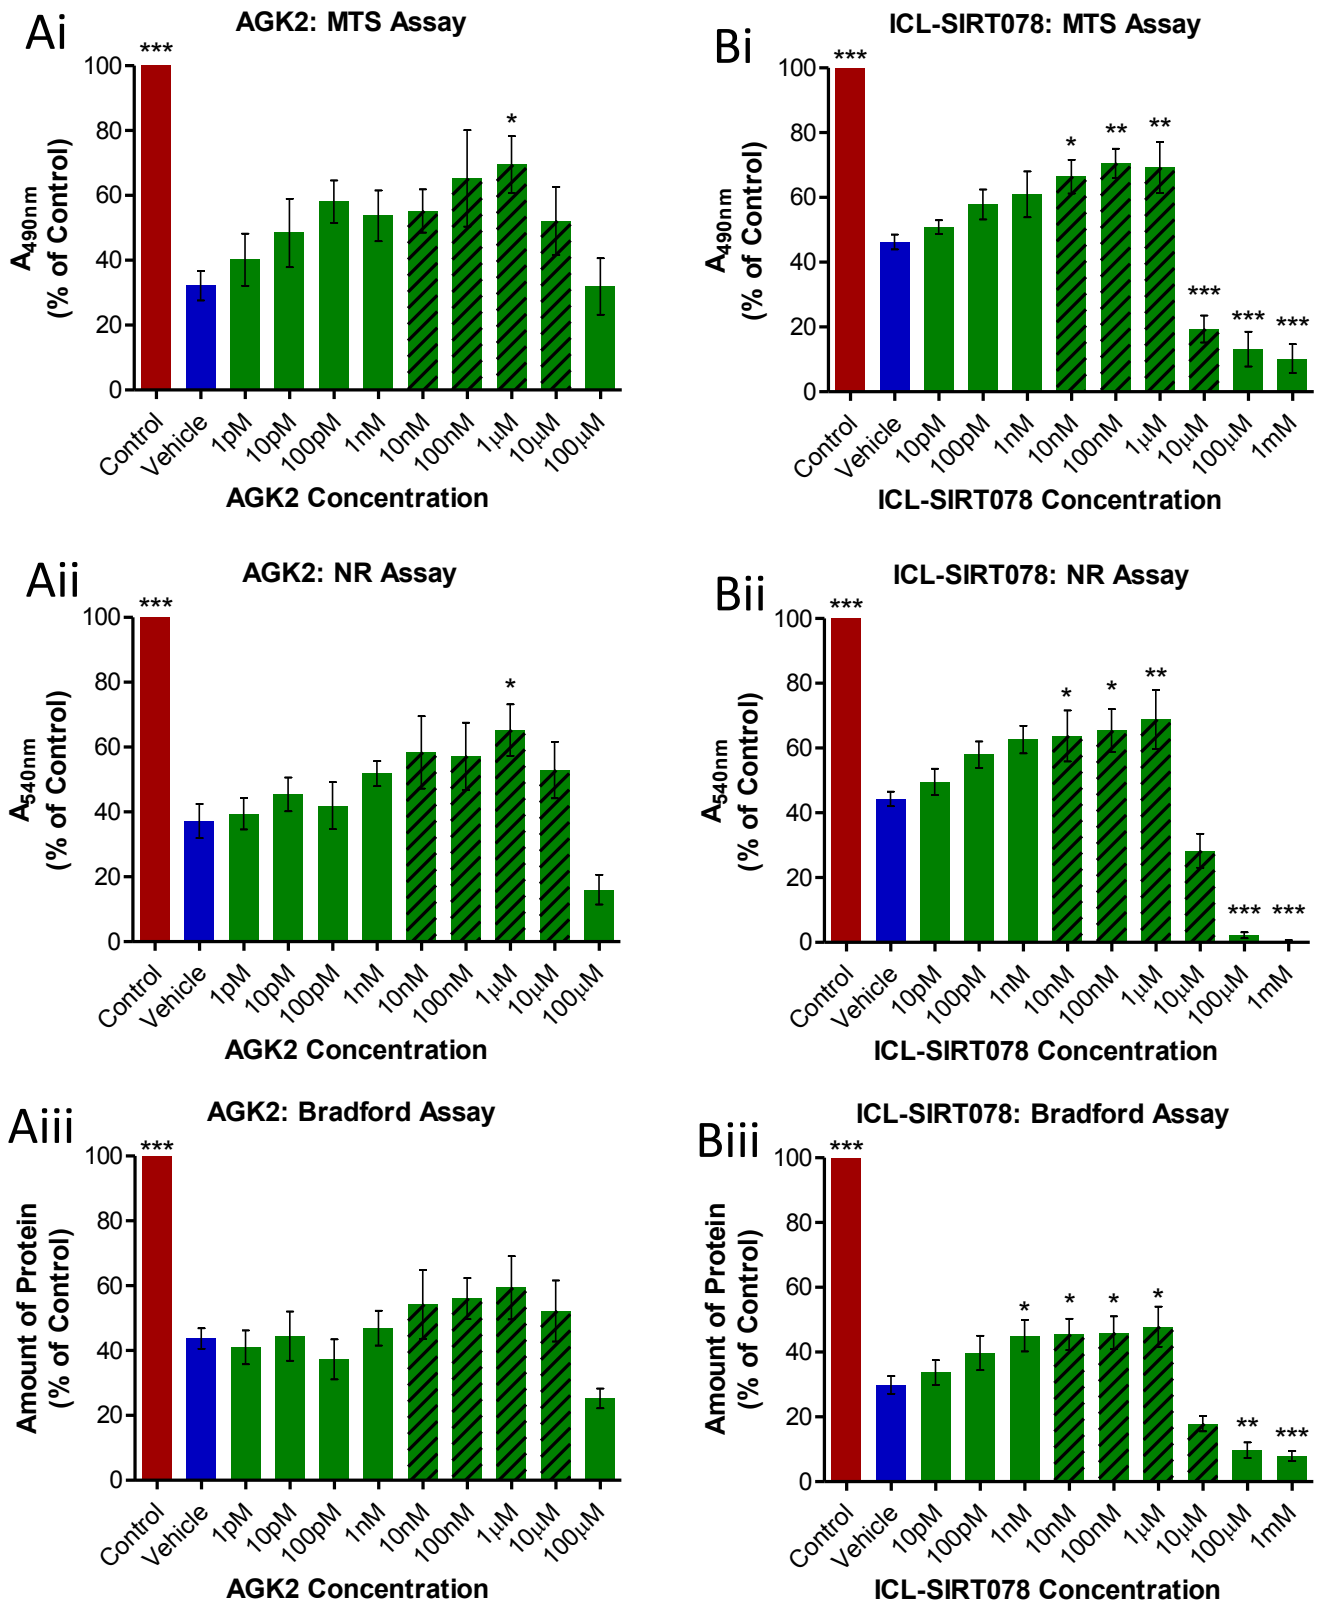 Ai
AGK2: MTS Assay
***
100
80
60
40
20
0
*
A490nm
(% of Control)
Control
Vehicle
1pM
10pM
100pM
1nM
10nM
100nM
1μM
10μM
100μM
AGK2 Concentration
Bi
ICL-SIRT078: MTS Assay
***
100
80
60
40
20
0
*
**
**
***
***
***
A490nm
(% of Control)
Control
Vehicle
10pM
100pM
1nM
10nM
100nM
1μM
10μM
100μM
1mM
ICL-SIRT078 Concentration
Aii
AGK2: NR Assay
***
100
80
60
40
20
0
*
A540nm
(% of Control)
Control
Vehicle
1pM
10pM
100pM
1nM
10nM
100nM
1μM
10μM
100μM
AGK2 Concentration
Bii
ICL-SIRT078: NR Assay
***
100
80
60
40
20
0
*
*
**
***
***
A540nm
(% of Control)
Control
Vehicle
10pM
100pM
1nM
10nM
100nM
1μM
10μM
100μM
1mM
ICL-SIRT078 Concentration
Aiii
AGK2: Bradford Assay
***
100
80
60
40
20
0
Amount of Protein
(% of Control)
Control
Vehicle
1pM
10pM
100pM
1nM
10nM
100nM
1μM
10μM
100μM
AGK2 Concentration
Biii
ICL-SIRT078: Bradford Assay
***
100
80
60
40
20
0
*
*
*
*
**
***
Amount of Protein
(% of Control)
Control
Vehicle
10pM
100pM
1nM
10nM
100nM
1μM
10μM
100μM
1mM
ICL-SIRT078 Concentration